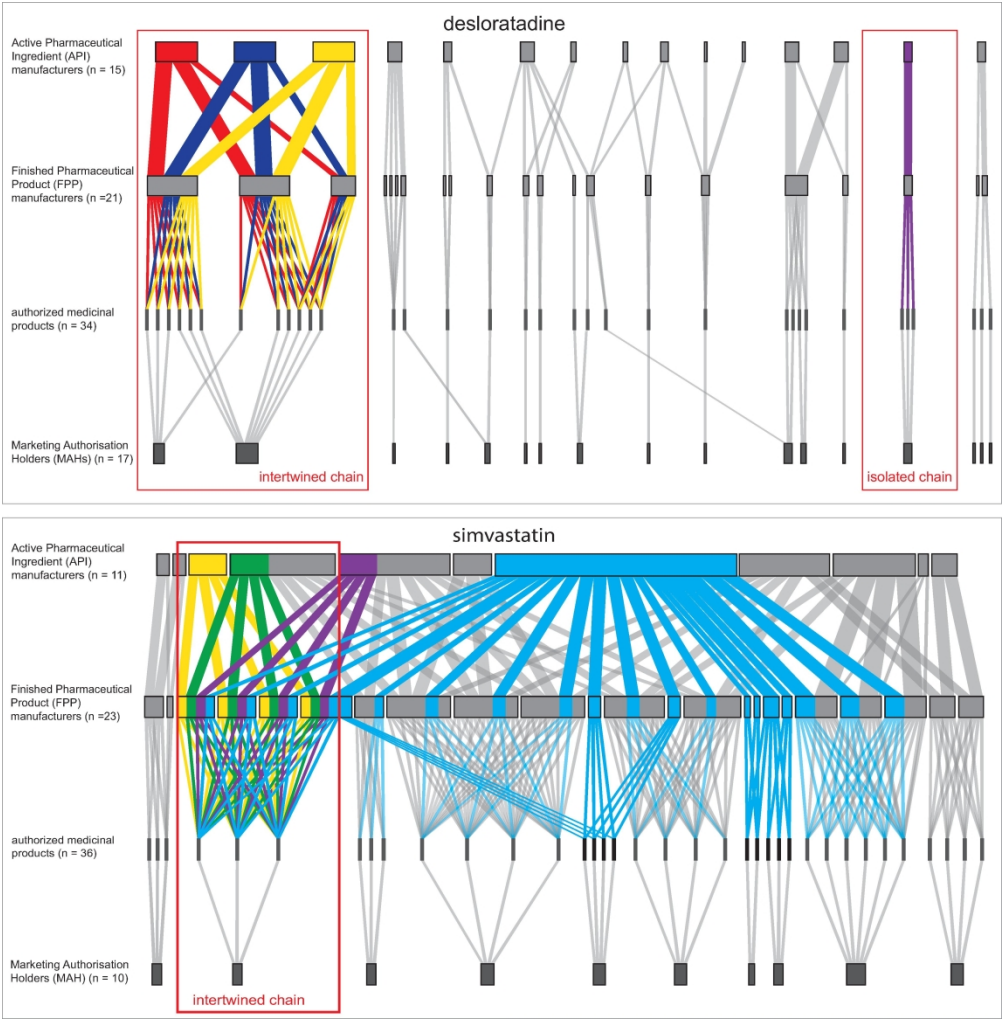 desloratadine
Active Pharmaceutical
Ingredient (API)
manufacturers (n = 15)
Finished Pharmaceutical
Product (FPP)
manufacturers (n =21)
authorized medicinal
products (n = 34)
Marketing Authorisation
Holders (MAHs) (n = 17)
intertwined chain
isolated chain
simvastatin
Active Pharmaceutical
Ingredient (API)
manufacturers (n = 11)
Finished Pharmaceutical
Product (FPP)
manufacturers (n =23)
authorized medicinal
products (n = 36)
Marketing Authorisation
Holders (MAH) (n = 10)
intertwined chain